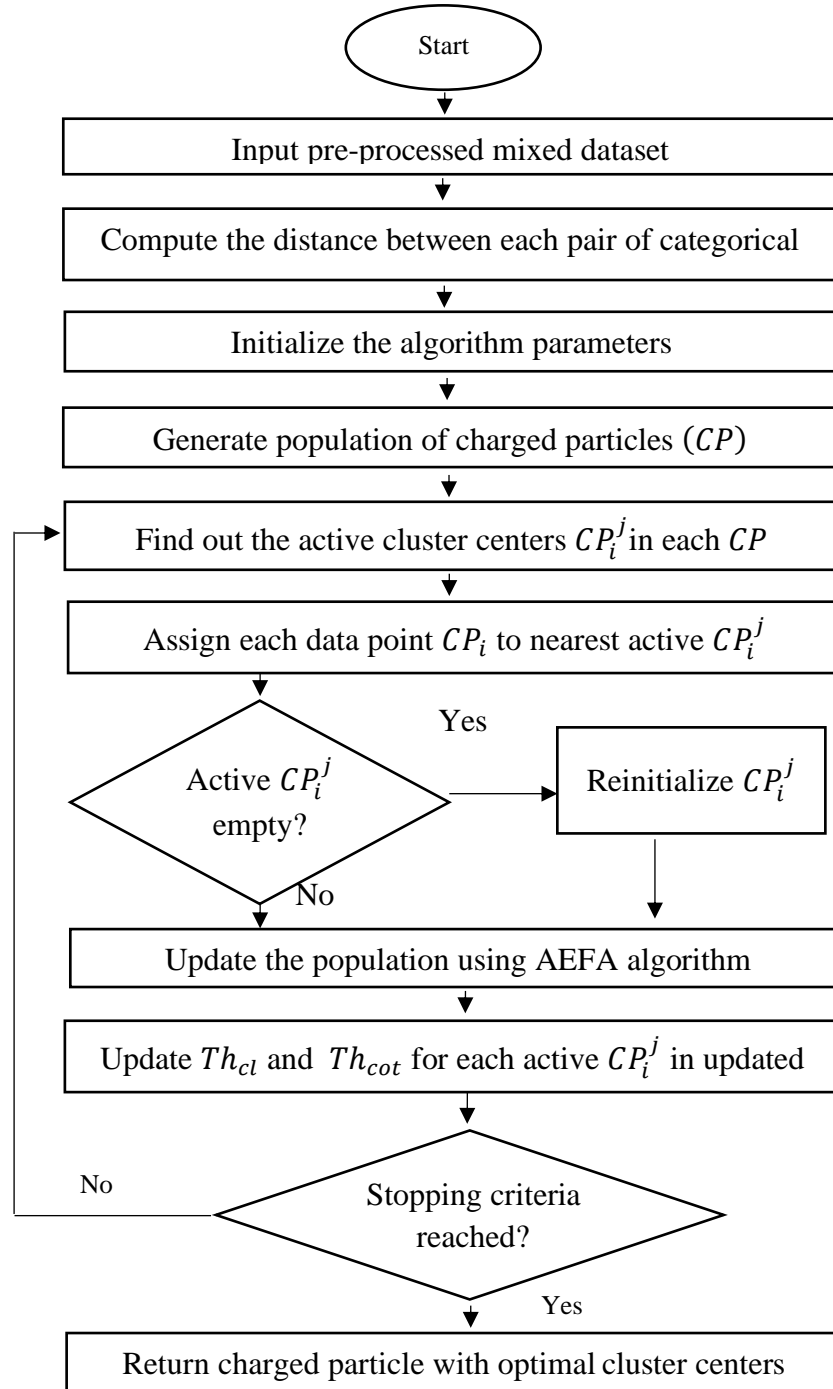 Start
Input pre-processed mixed dataset
Compute the distance between each pair of categorical
Initialize the algorithm parameters
Generate population of charged particles (CP)
Find out the active cluster centers CP_i^j in each CP
Assign each data point CP_i to nearest active CP_i^j
Yes
Active CP_i^j
empty?
Reinitialize CP_i^j
No
Update the population using AEFA algorithm
Update Th_cl and Th_cot for each active CP_i^j in updated
No
Stopping criteria
reached?
Yes
Return charged particle with optimal cluster centers